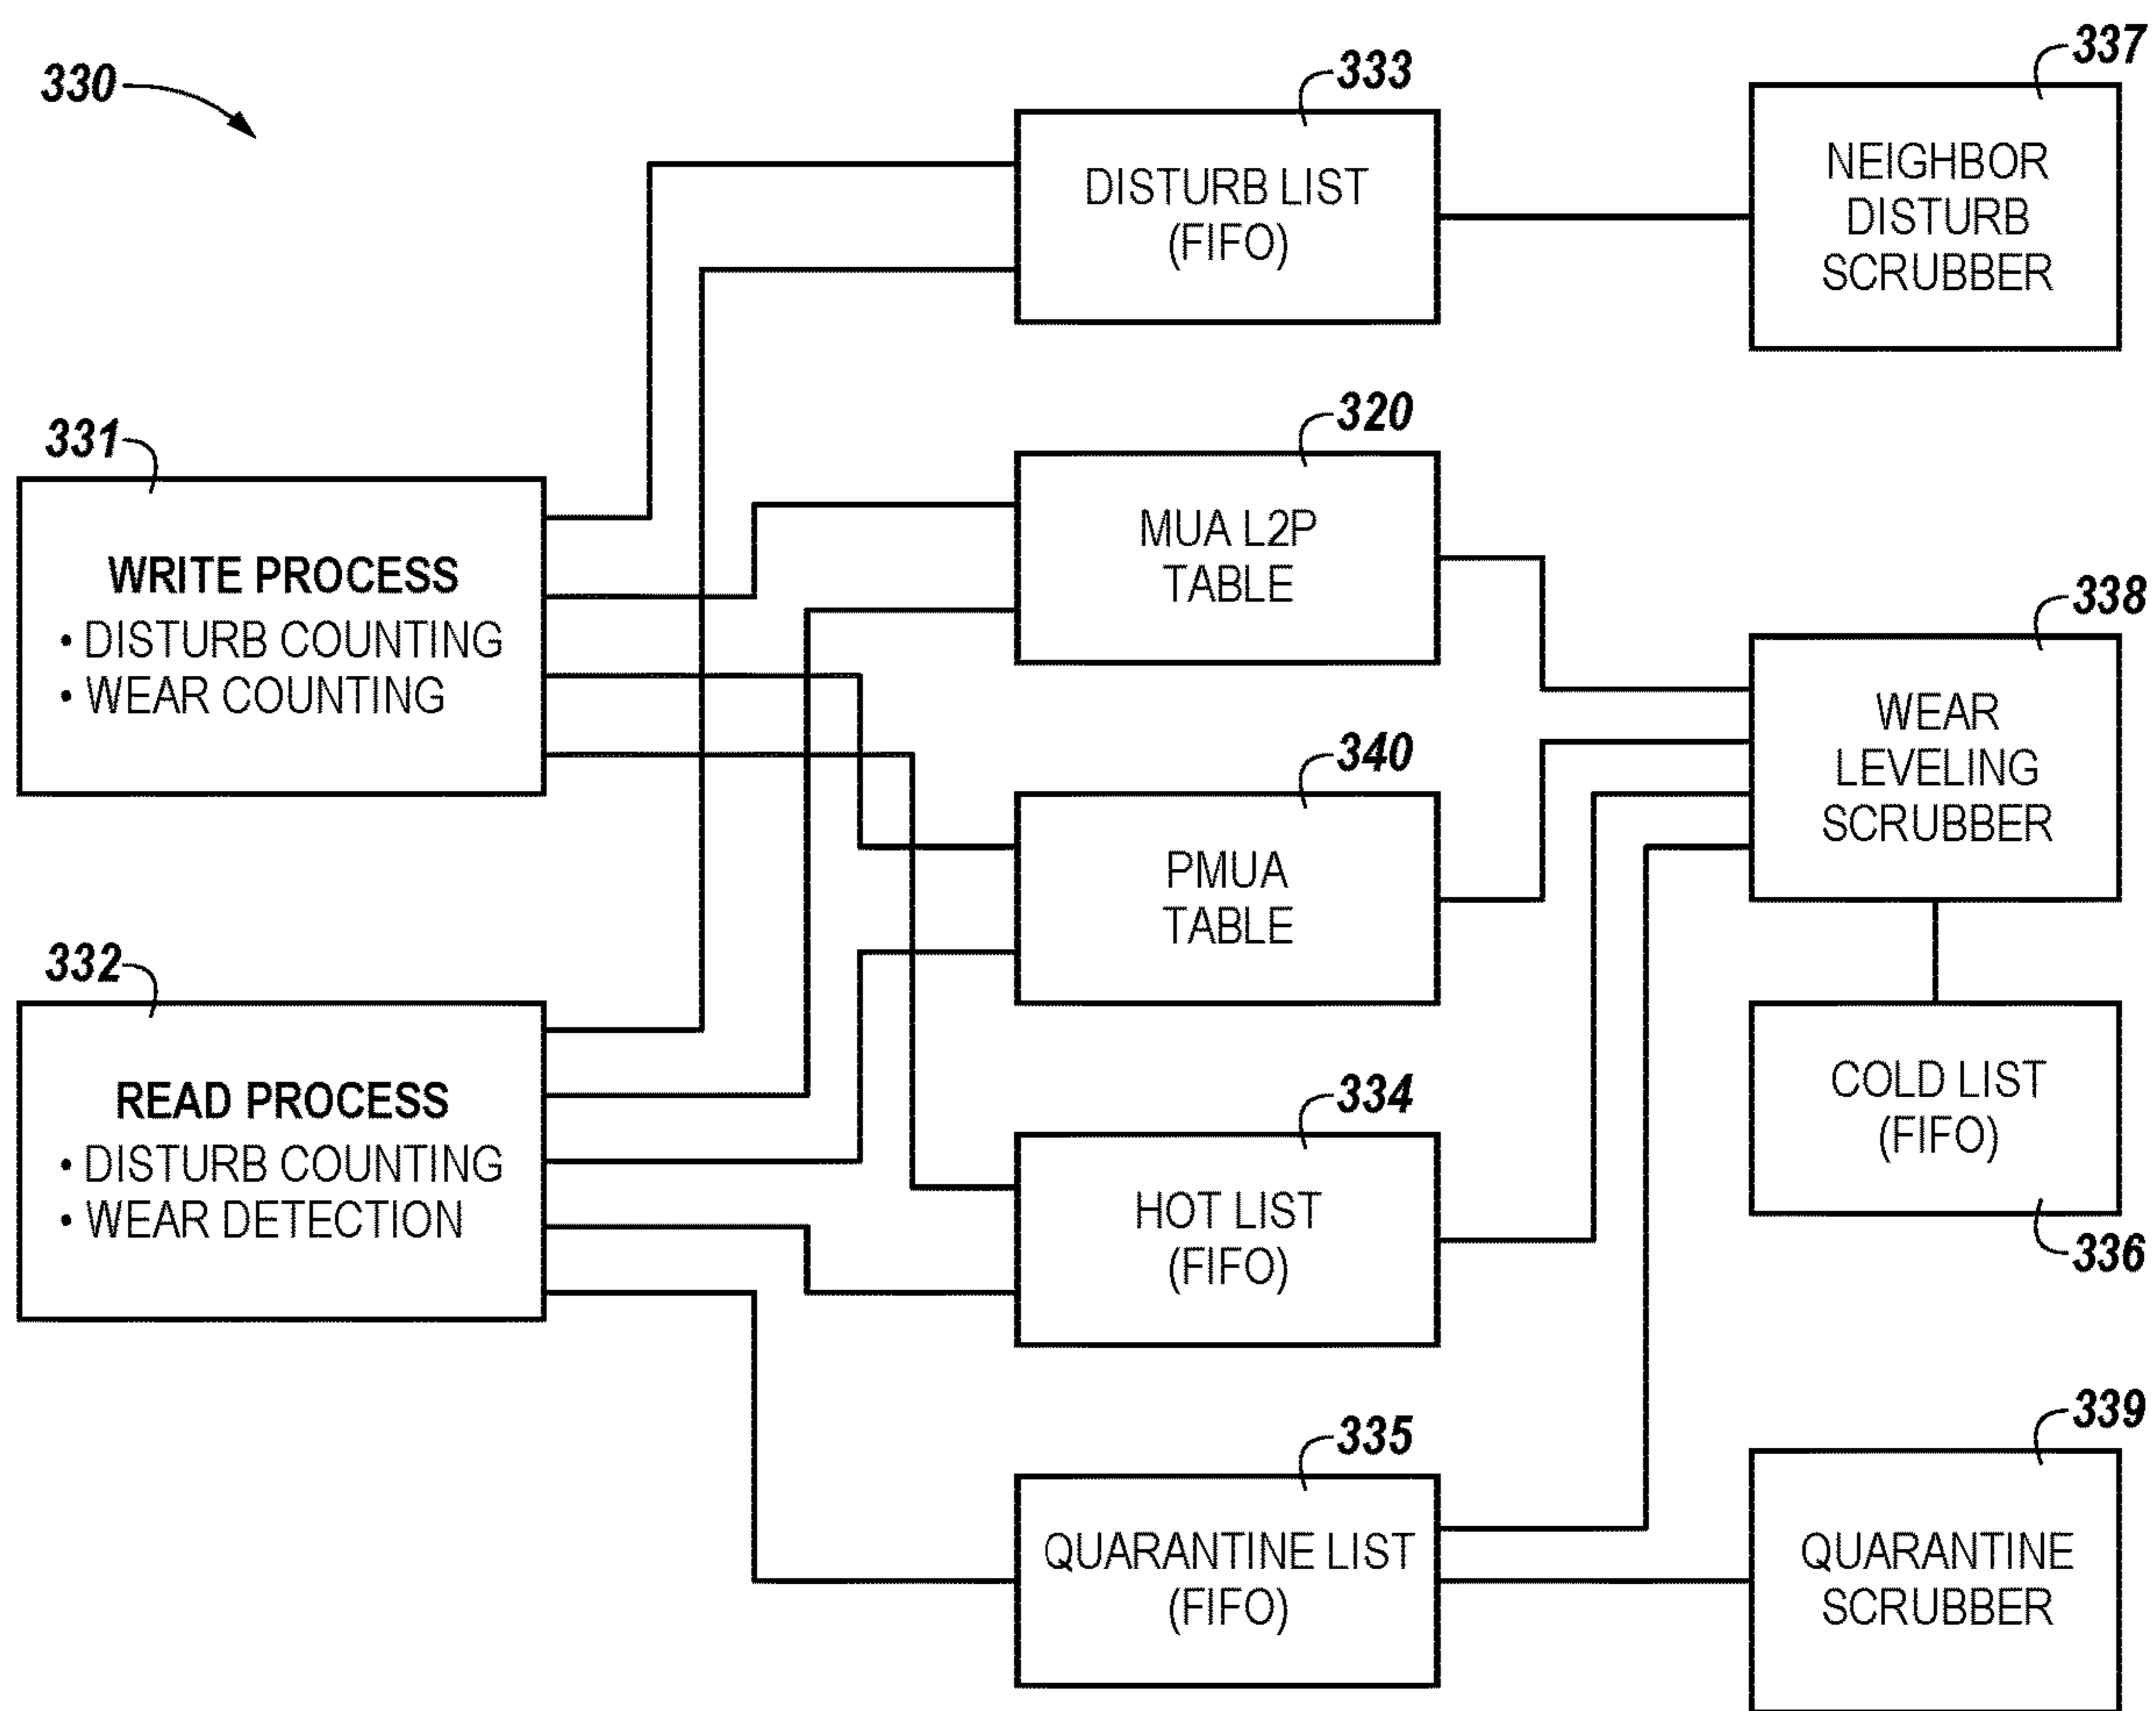 330
331
WRITE PROCESS
• DISTURB COUNTING
• WEAR COUNTING
332
READ PROCESS
• DISTURB COUNTING
• WEAR DETECTION
333
DISTURB LIST
(FIFO)
320
MUA L2P
TABLE
340
PMUA
TABLE
334
HOT LIST
(FIFO)
335
QUARANTINE LIST
(FIFO)
337
NEIGHBOR
DISTURB
SCRUBBER
338
WEAR
LEVELING
SCRUBBER
COLD LIST
(FIFO)
336
339
QUARANTINE
SCRUBBER